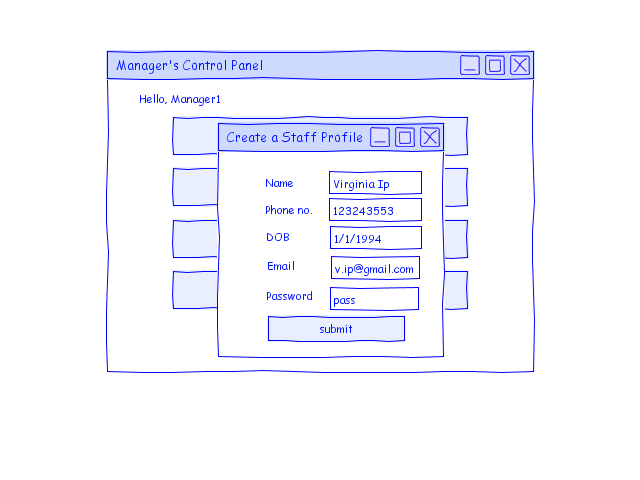 Manager's Control Panel
Hello, Manager1
Create a Staff Profile
Name Virginia Ip
Phone no. 123243553
DOB 1/1/1994
Email v.ip@gmail.com
Password pass
submit